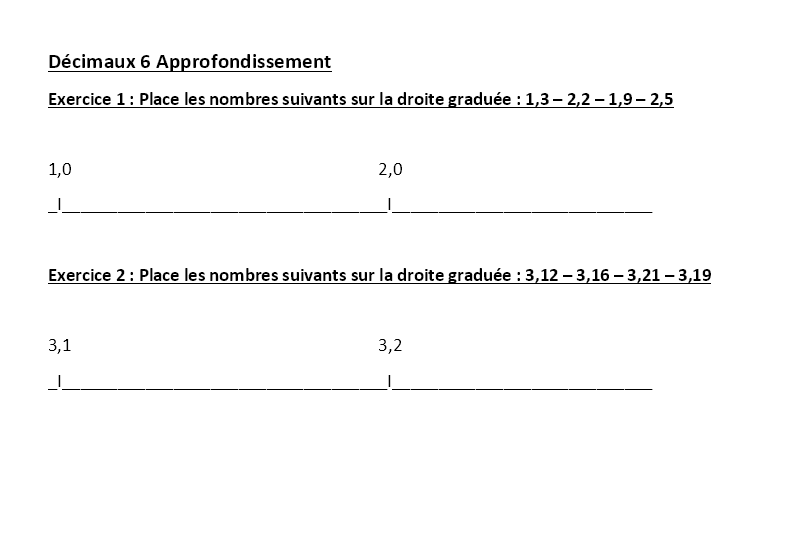 Décimaux 6 Approfondissement
Exercice 1 : Place les nombres suivants sur la droite graduée : 1,3 – 2,2 – 1,9 – 2,5
1,0 2,0
_I___________________________________I____________________________
Exercice 2 : Place les nombres suivants sur la droite graduée : 3,12 – 3,16 – 3,21 – 3,19
3,1 3,2
_I___________________________________I____________________________